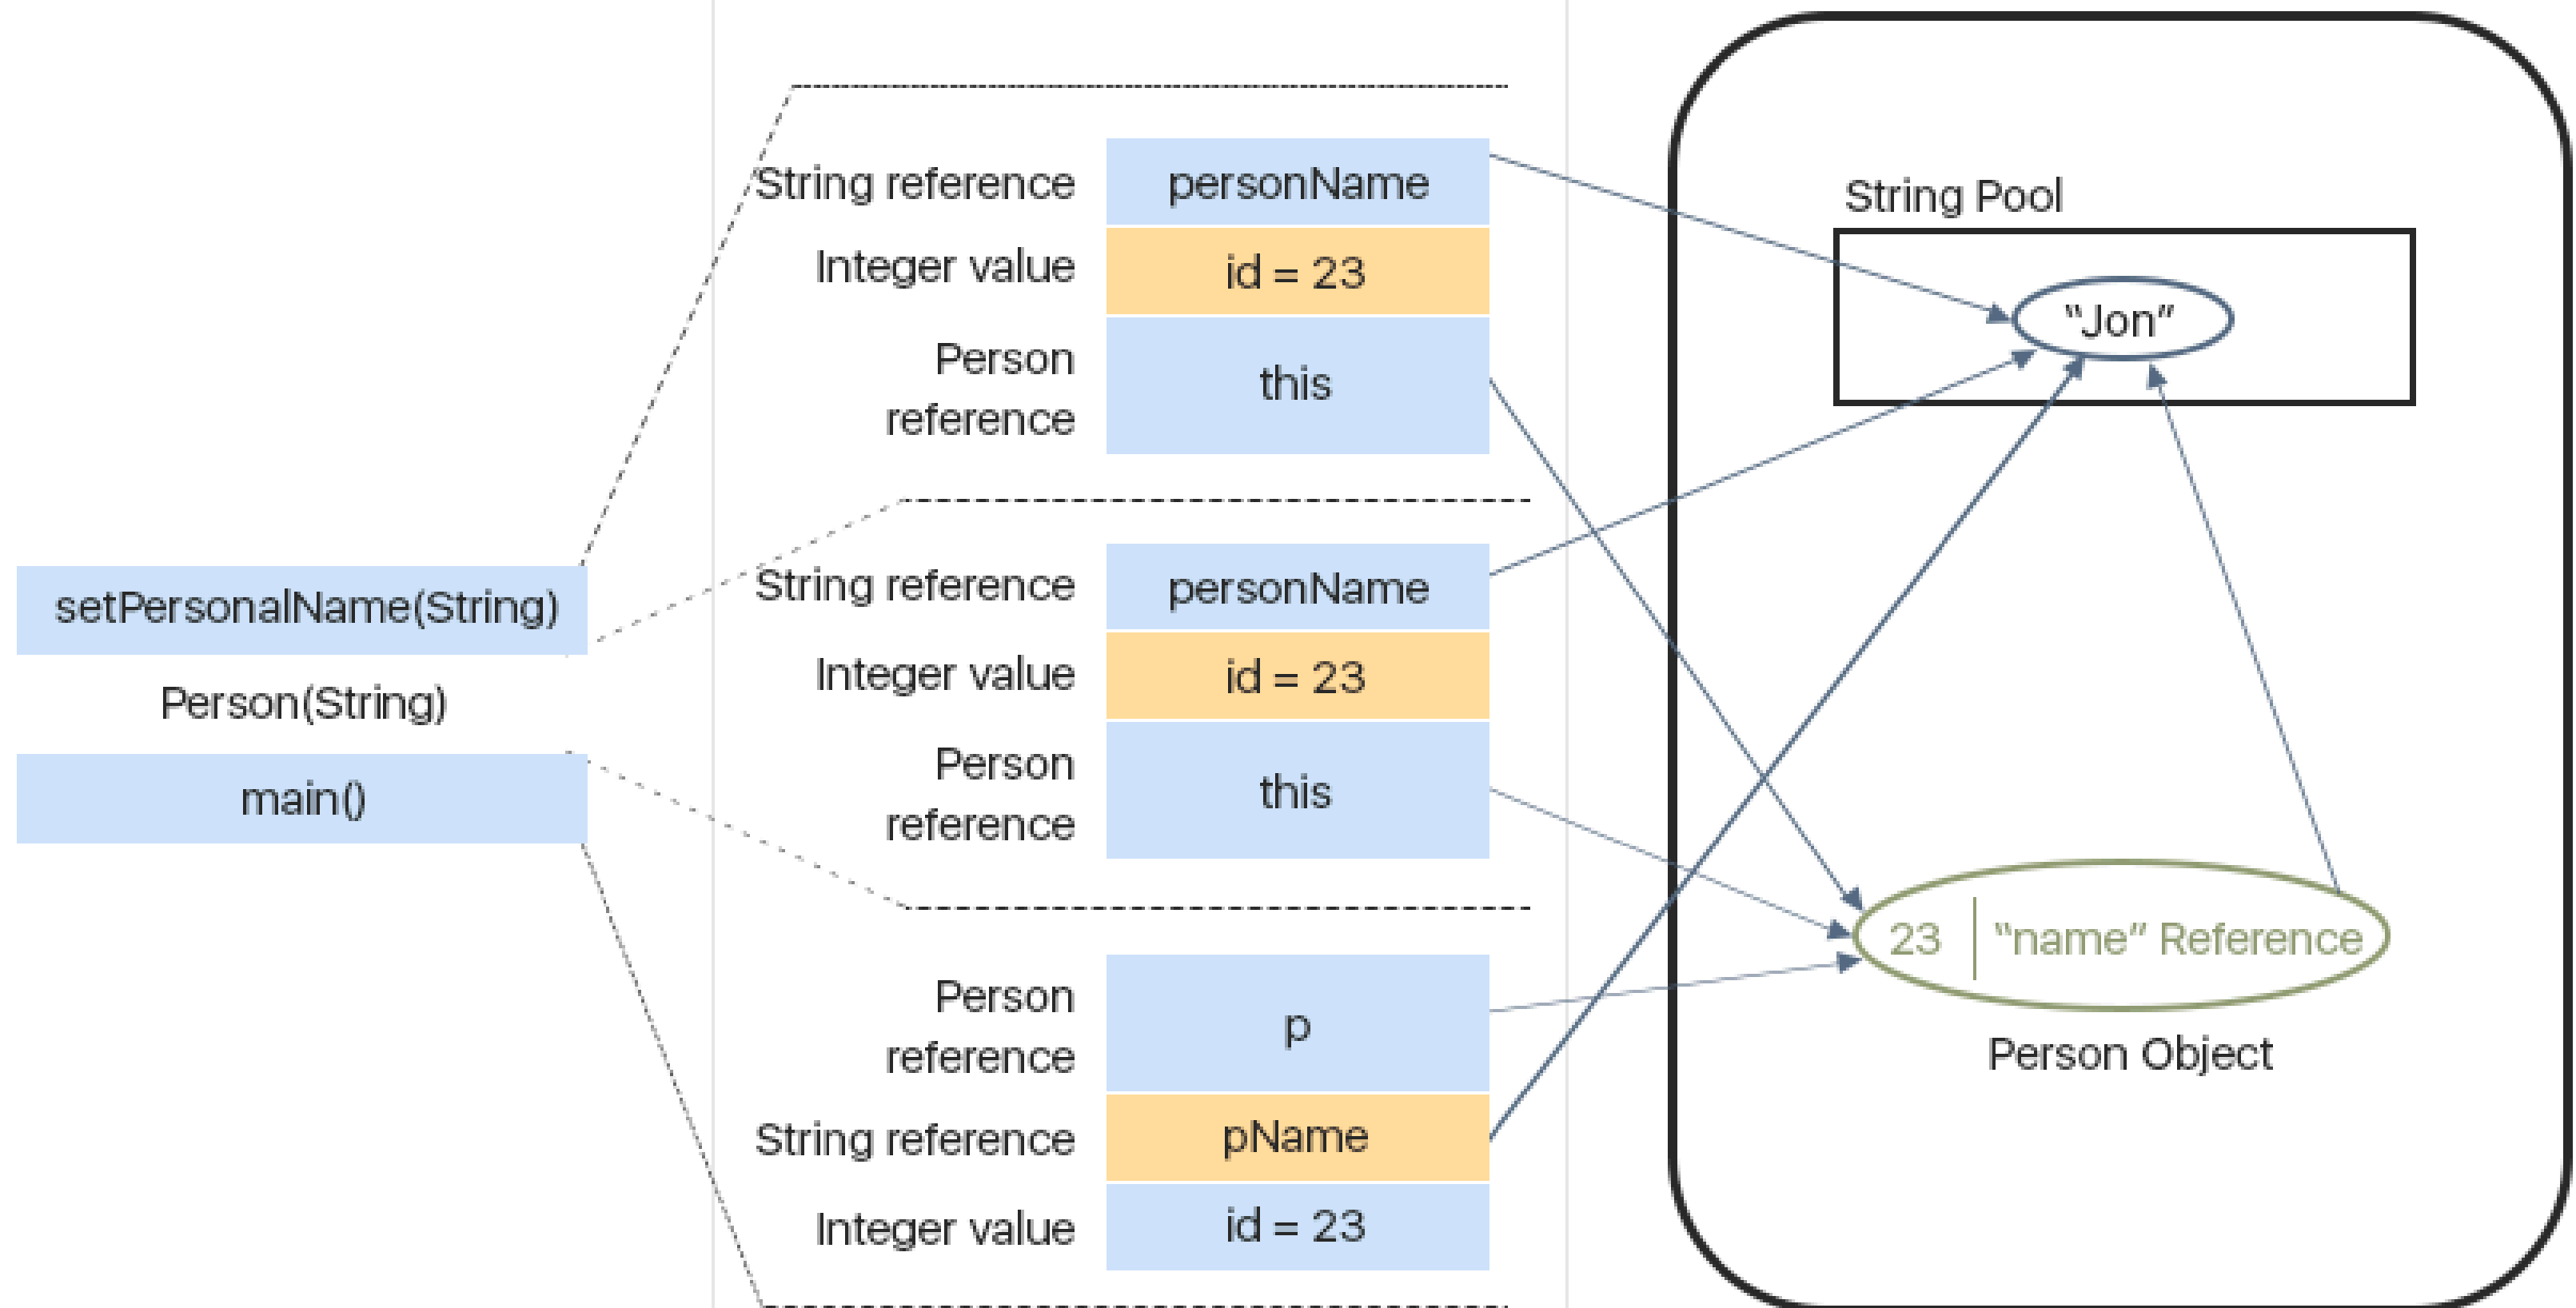 setPersonalName(String)
Person(String)
main()
String reference
personName
Integer value
id = 23
Person
reference
this
String reference
personName
Integer value
id = 23
Person
reference
this
Person
reference
p
String reference
pName
Integer value
id = 23
String Pool
“Jon”
23
“name” Reference
Person Object